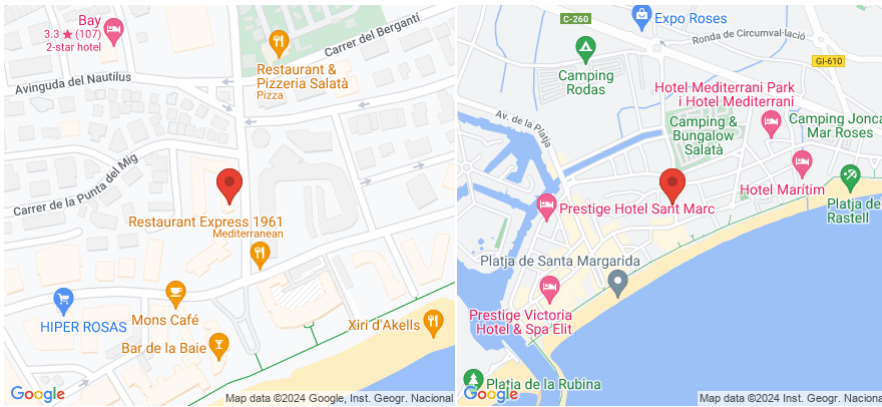 Bay
3.3 ★ (107)
2-star hotel
Carrer del Bergantí
Avinguda del Nautilus
Restaurant &
Pizzeria Salatà
Pizza
Carrer de la Punta del Mig
Restaurant Express 1961
Mediterranean
HIPER ROSAS
Mons Café
Bar de la Baie
Xiri d'Akells
Google
Map data ©2024 Google, Inst. Geogr. Nacional
C-260
Expo Roses
Ronda de Circumval·lació
GI-610
Camping
Rodas
Hotel Mediterrani Park
i Hotel Mediterrani
Av. de la Platja
Camping &
Bungalow
Salatà
Camping Jonca
Mar Roses
Hotel Marítim
Prestige Hotel Sant Marc
Platja de
Rastell
Platja de Santa Margarida
Prestige Victoria
Hotel & Spa Elit
Platja de la Rubina
Google
Map data ©2024 Google, Inst. Geogr. Nacional